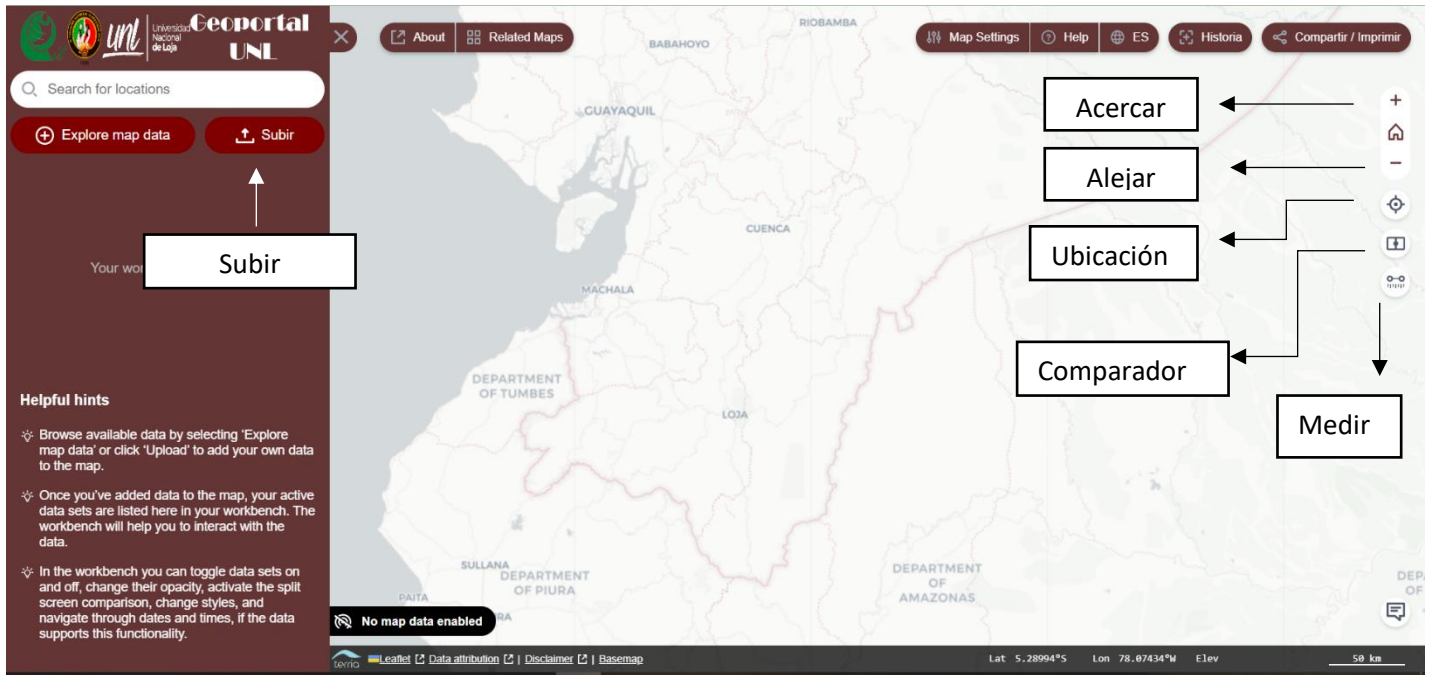 unl
Universidad
Nacional
de Loja
Geoportal
UNL
Search for locations
Explore map data
Subir
Subir
Your wor
Helpful hints
Browse available data by selecting 'Explore
map data' or click 'Upload' to add your own data
to the map.
Once you've added data to the map, your active
data sets are listed here in your workbench. The
workbench will help you to interact with the
data.
In the workbench you can toggle data sets on
and off, change their opacity, activate the split
screen comparison, change styles, and
navigate through dates and times, if the data
supports this functionality.
About
Related Maps
Map Settings
Help
ES
Historia
Compartir / Imprimir
RIOBAMBA
BABAHOYO
GUAYAQUIL
CUENCA
MACHALA
DEPARTMENT
OF TUMBES
LOJA
SULLANA
DEPARTMENT
OF PIURA
PAITA
RA
DEPARTMENT
OF
AMAZONAS
DEP
OF
Acercar
Alejar
Ubicación
Comparador
Medir
No map data enabled
terria
Leaflet Data attribution | Disclaimer | Basemap
Lat 5.28994°S Lon 78.07434°W Elev
50 km